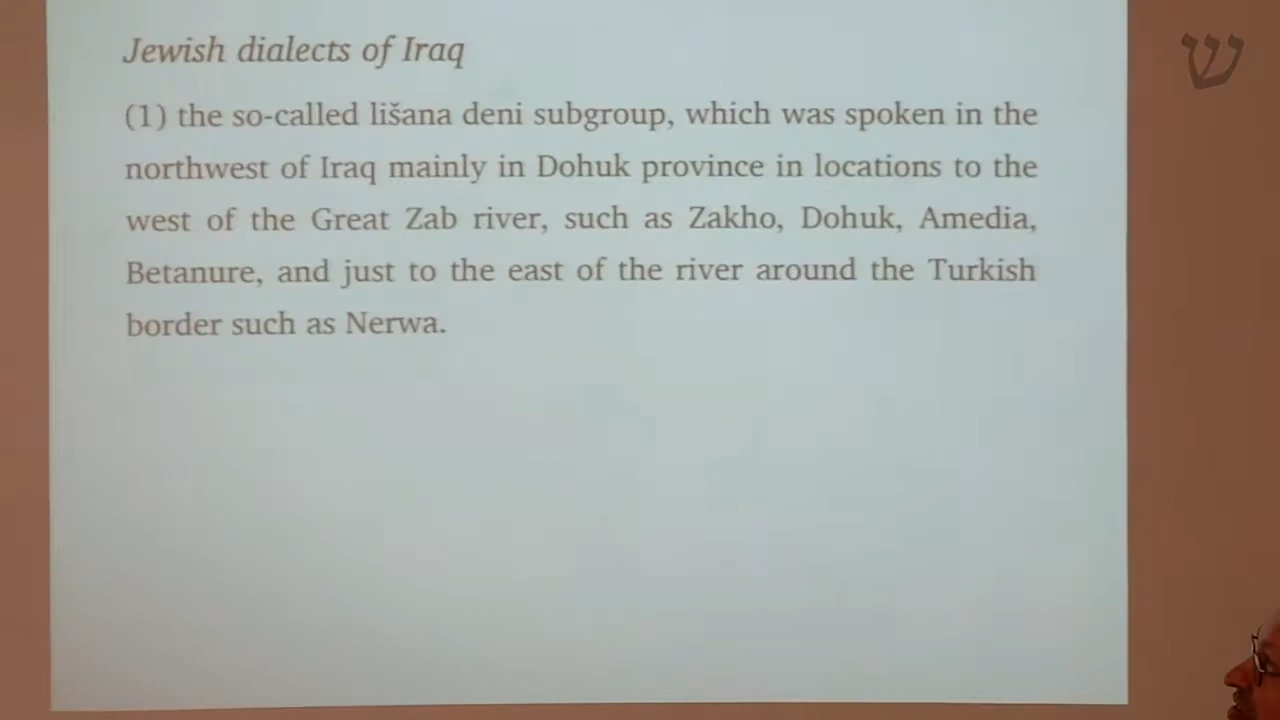 Jewish dialects of Iraq
(1) the so-called lišana deni subgroup, which was spoken in the
northwest of Iraq mainly in Dohuk province in locations to the
west of the Great Zab river, such as Zakho, Dohuk, Amedia,
Betanure, and just to the east of the river around the Turkish
border such as Nerwa.
ש